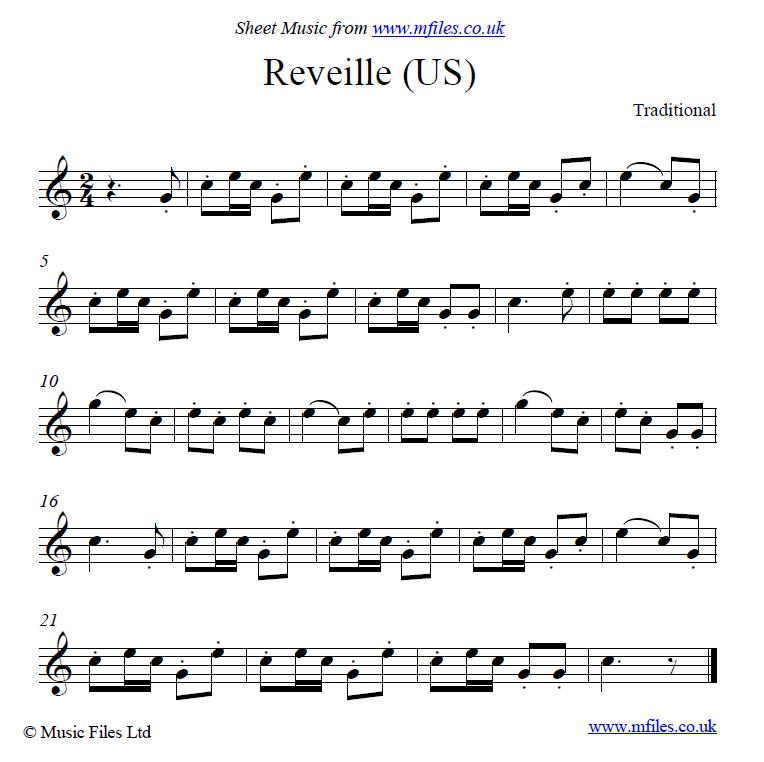 Sheet Music from www.mfiles.co.uk
Reveille (US)
Traditional
2
4
5
10
16
21
© Music Files Ltd
www.mfiles.co.uk